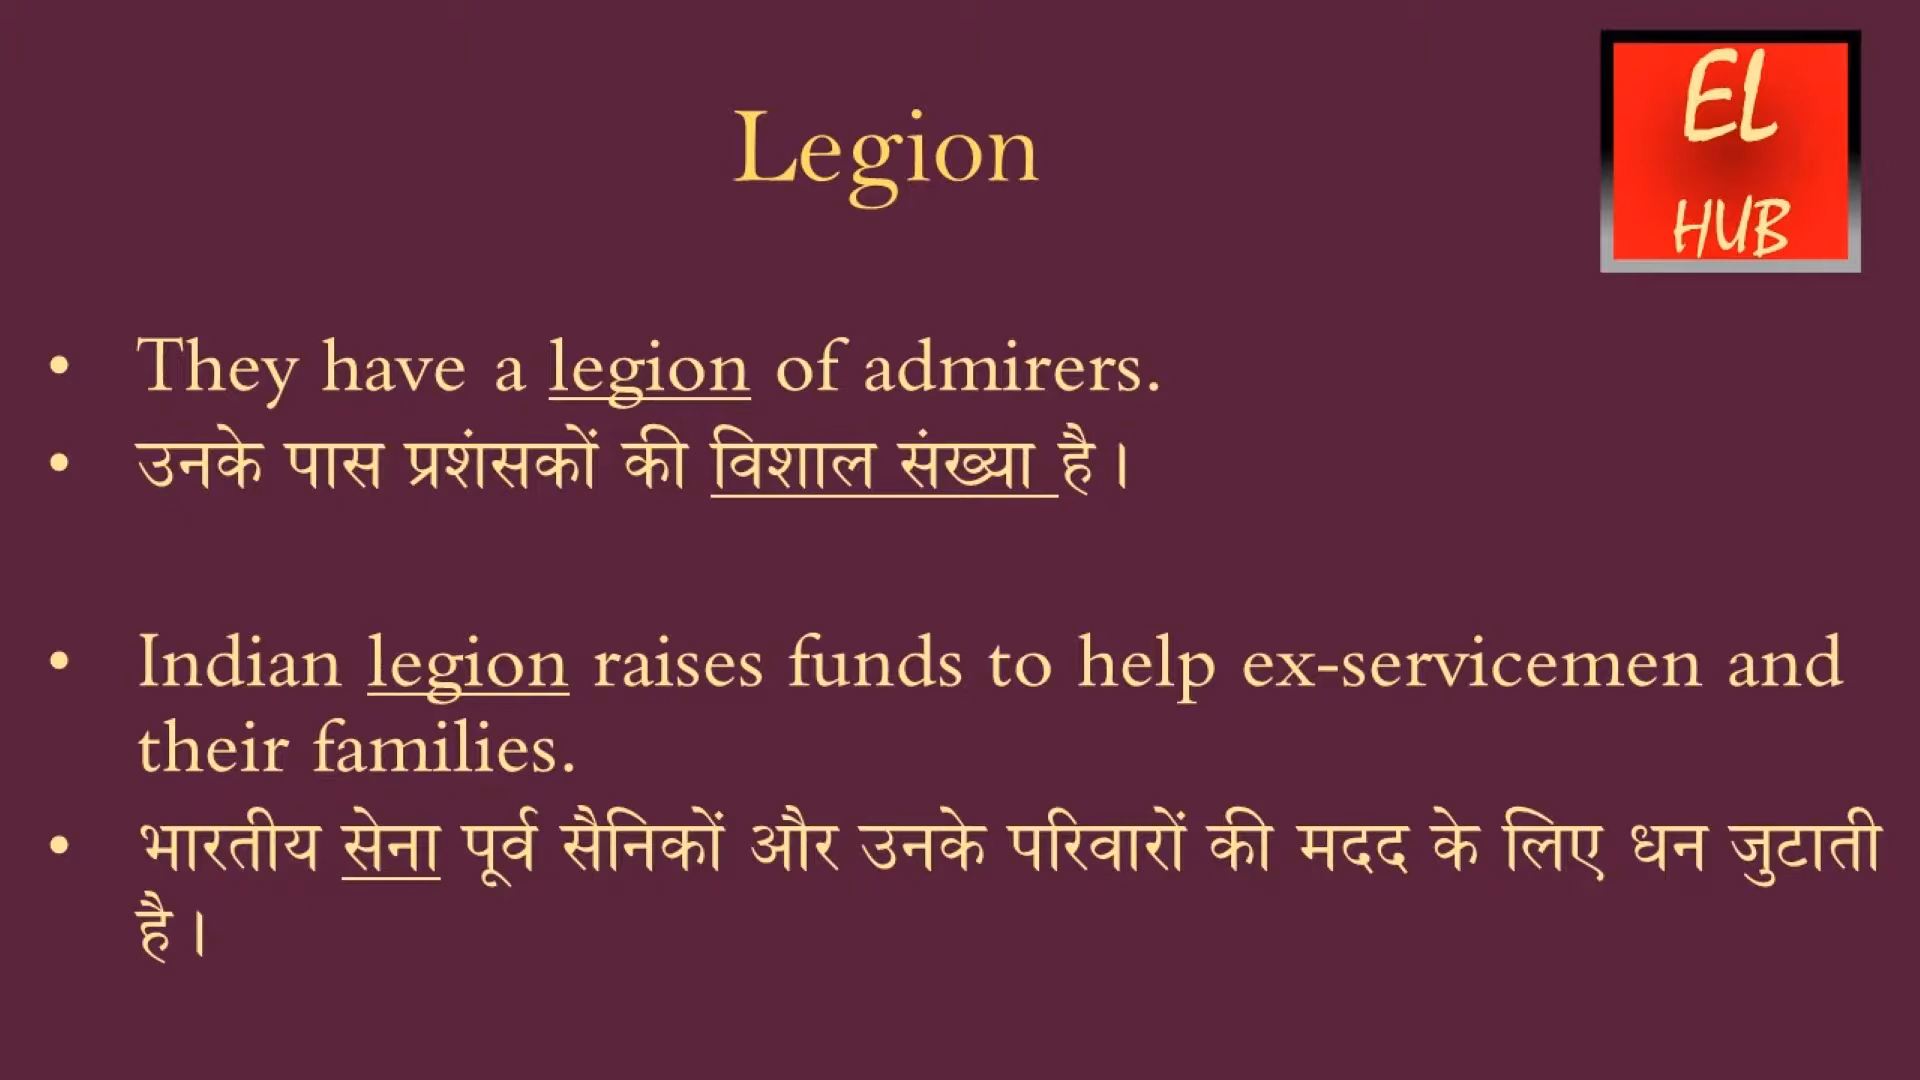 EL
HUB
Legion
• They have a legion of admirers.
• उनके पास प्रशंसकों की विशाल संख्या है।
• Indian legion raises funds to help ex-servicemen and
their families.
• भारतीय सेना पूर्व सैनिकों और उनके परिवारों की मदद के लिए धन जुटाती
है।